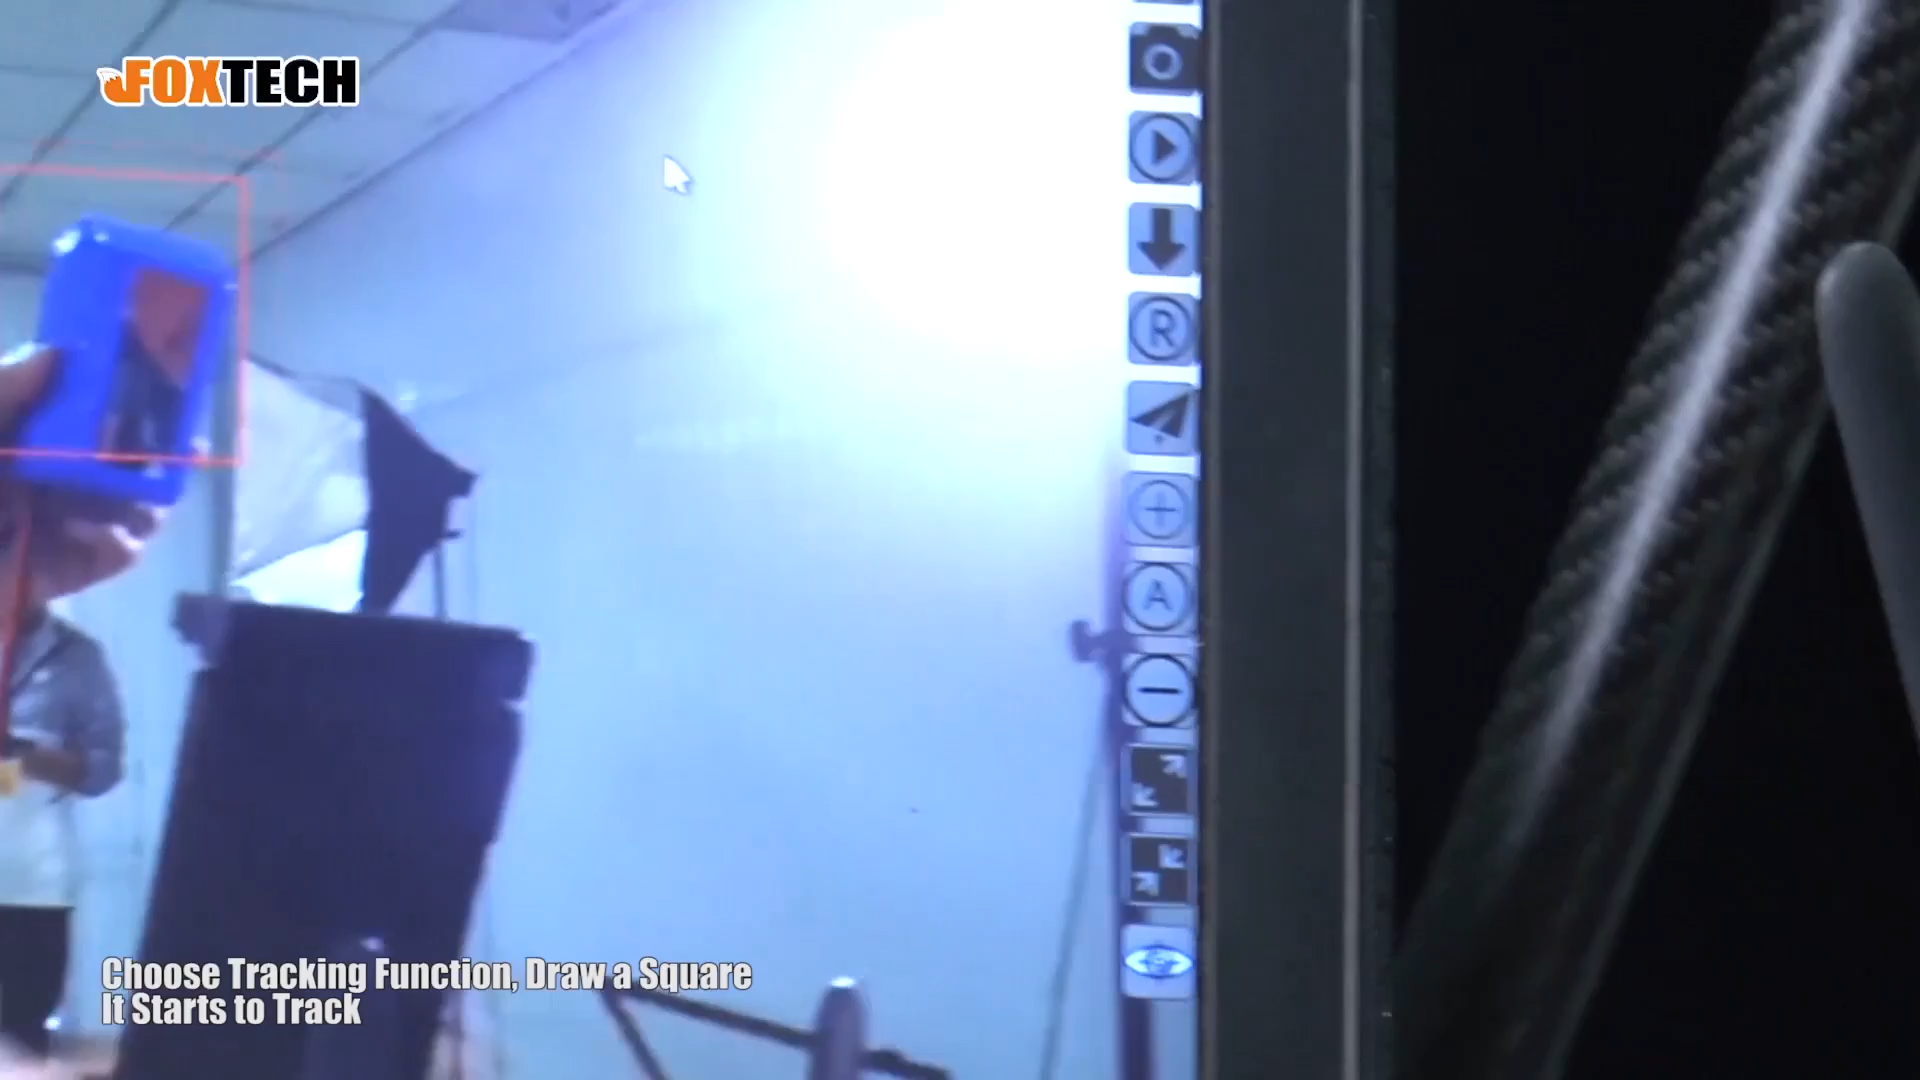 FOXTECH
R
A
Choose Tracking Function, Draw a Square
It Starts to Track